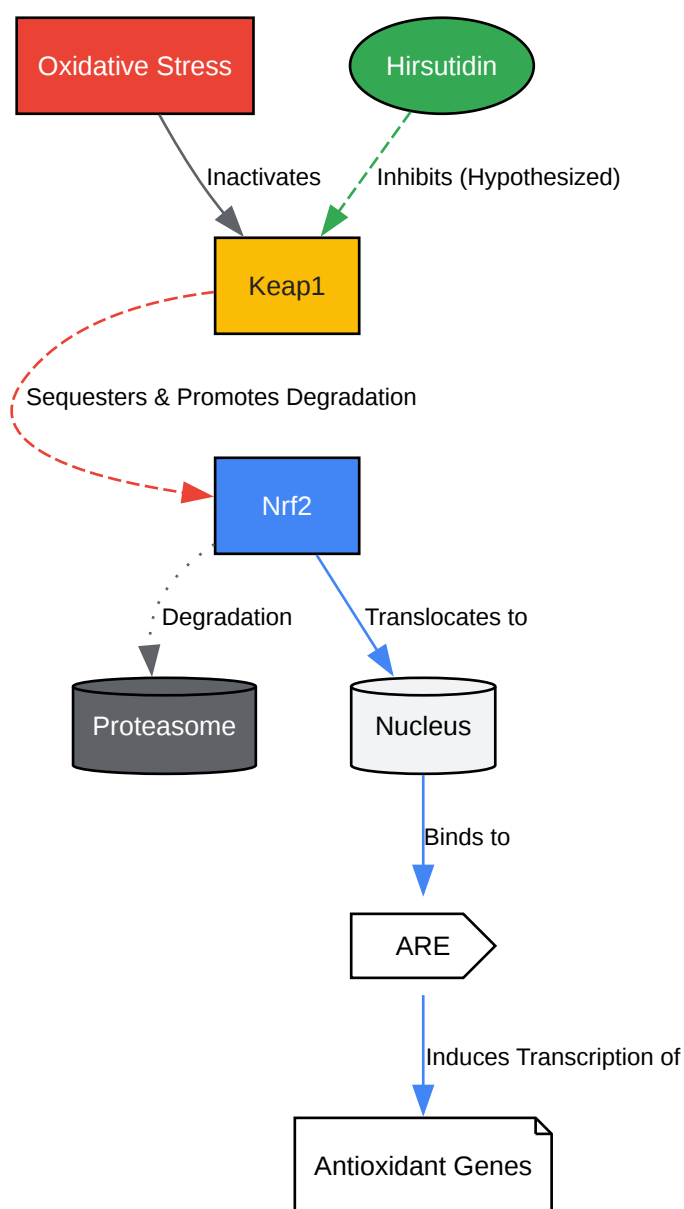 Oxidative Stress
Hirsutidin
Inactivates
Inhibits (Hypothesized)
Keap1
Sequesters & Promotes Degradation
Nrf2
Degradation
Translocates to
Proteasome
Nucleus
Binds to
ARE
Induces Transcription of
Antioxidant Genes